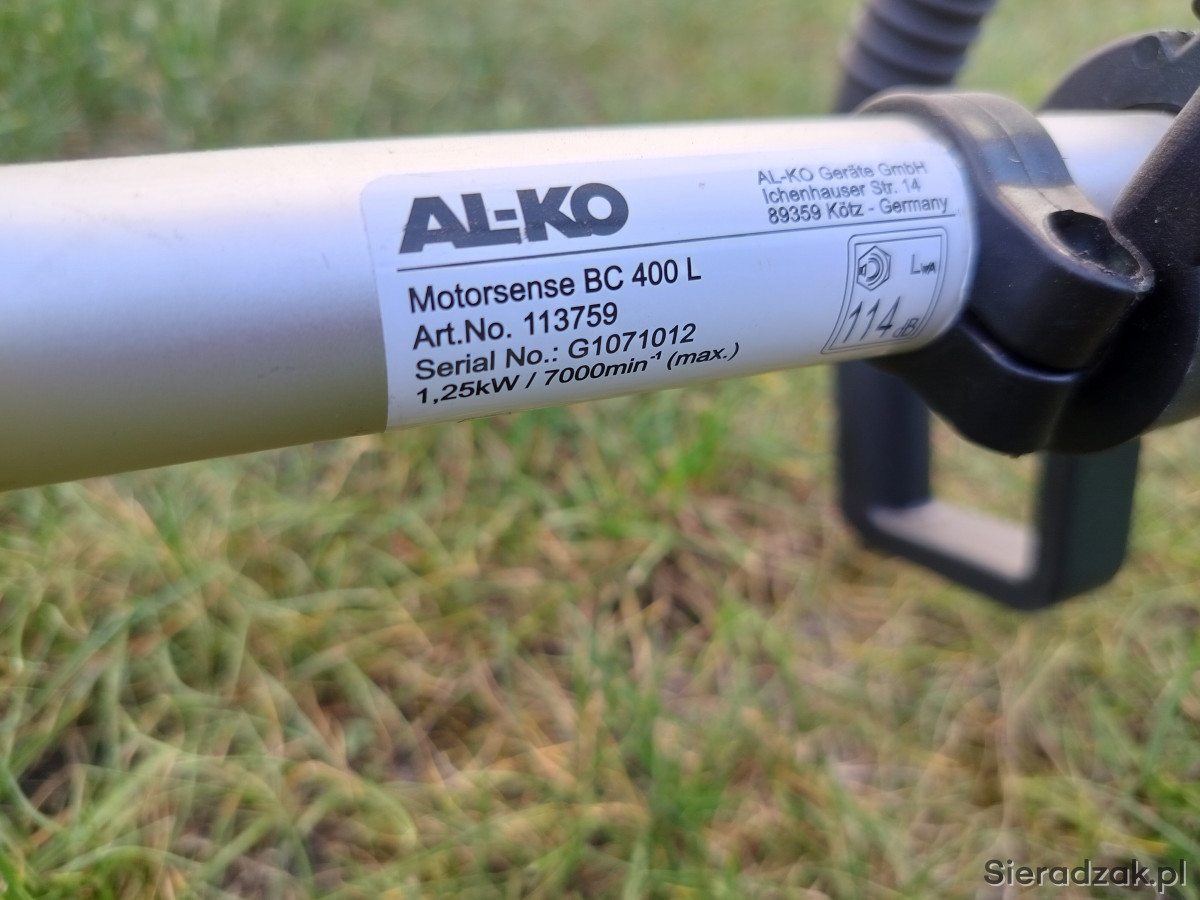 AL-KO
AL-KO Geräte GmbH
Ichenhauser Str. 14
89359 Kötz - Germany
Motorsense BC 400 L
Art.No. 113759
Serial No.: G1071012
1,25kW / 7000min⁻¹ (max.)
LWA
114 dB
Sieradzak.pl